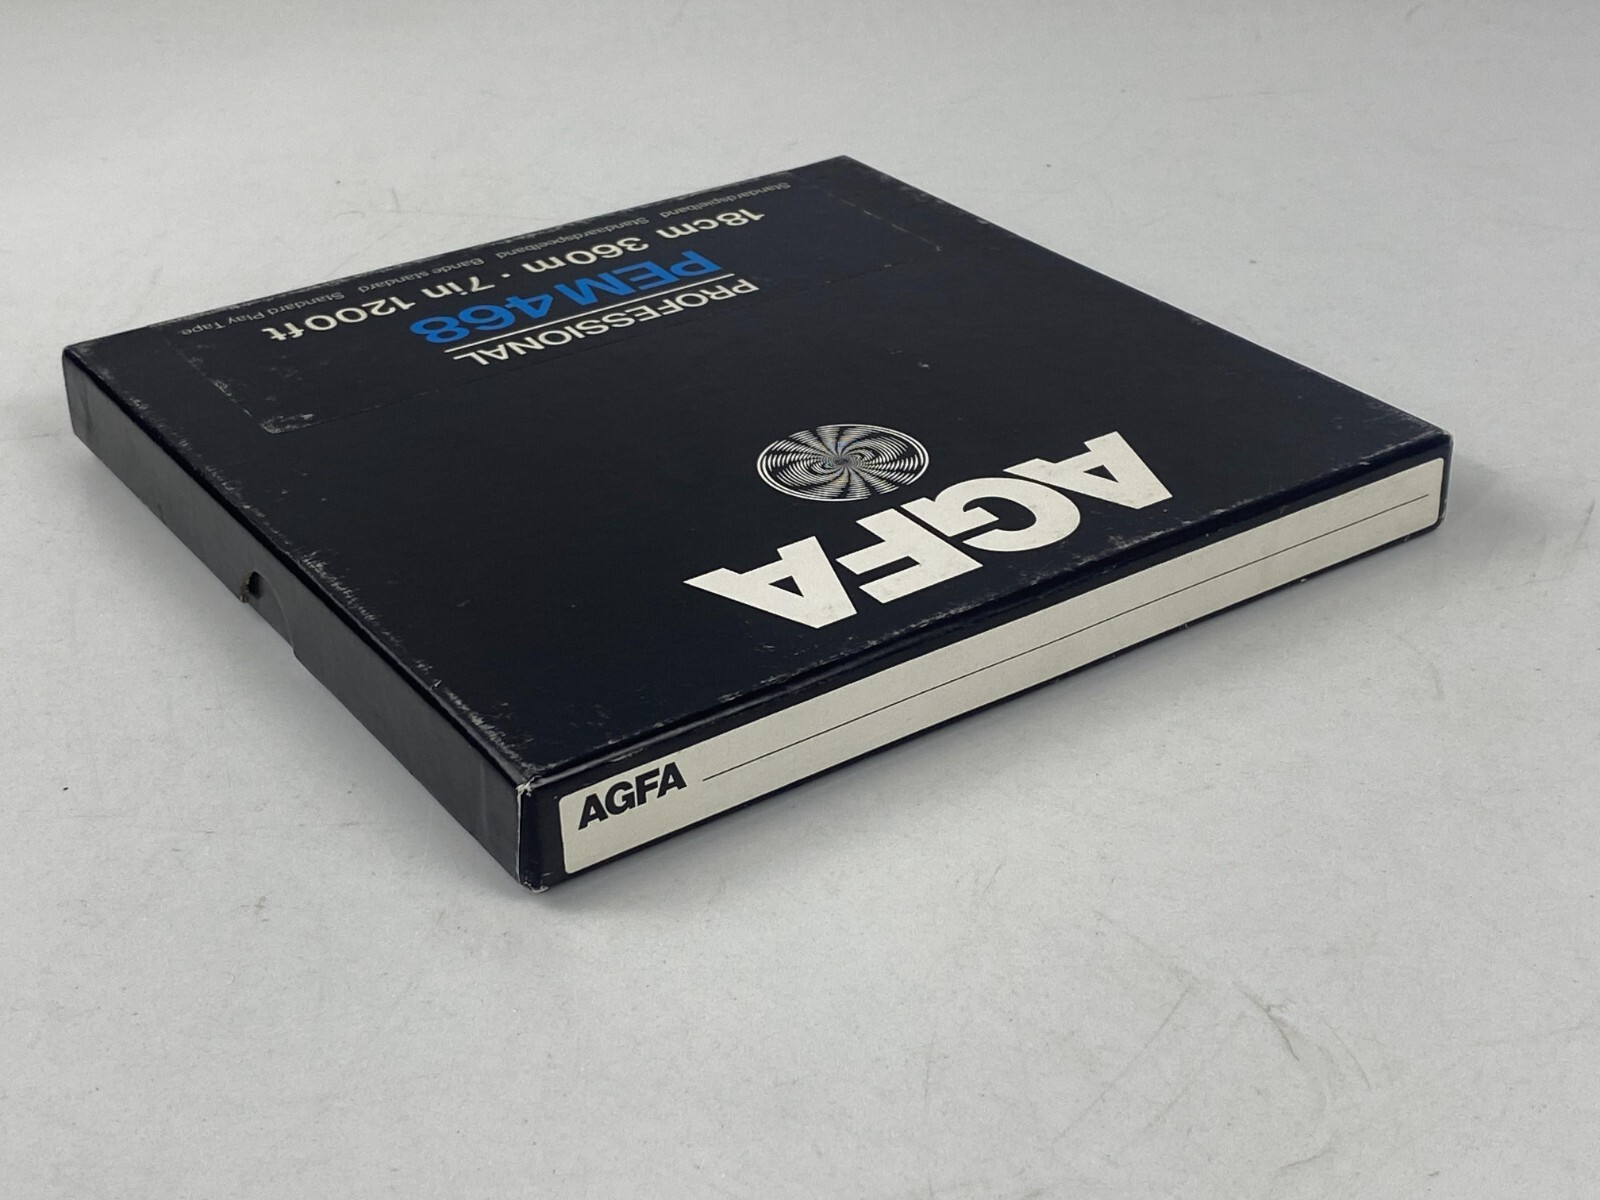 AGFA
PROFESSIONAL
PEM 468
18cm 360m · 7in 1200ft
Standardspielband Standaardspeelband Bande standard Standard Play Tape
AGFA